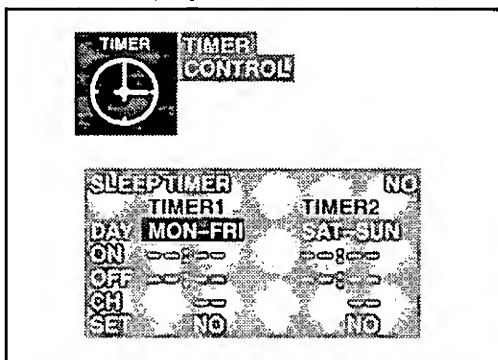 TIMER
TIMER
CONTROL
SLEEP TIMER NO
TIMER1 TIMER2
DAY MON-FRI SAT-SUN
ON --:-- --:--
OFF --:-- --:--
CH -- --
SET NO NO